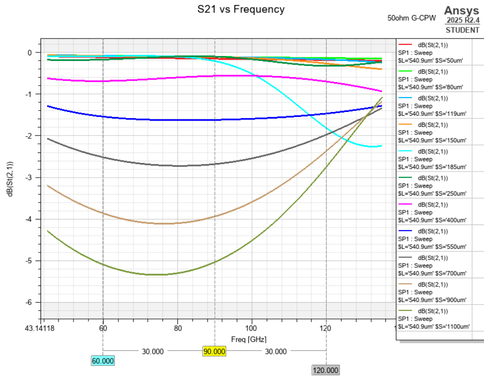 S21 vs Frequency
50ohm G-CPW
Ansys
2025 R2.4
STUDENT
dB(St(2,1))
0
-1
-2
-3
-4
-5
-6
43.14118
60
80
100
120
Freq [GHz]
60.000
30.000
90.000
30.000
120.000
dB(St(2,1))
SP1 : Sweep
$L='540.9um' $S='50um'
dB(St(2,1))
SP1 : Sweep
$L='540.9um' $S='80um'
dB(St(2,1))
SP1 : Sweep
$L='540.9um' $S='119um'
dB(St(2,1))
SP1 : Sweep
$L='540.9um' $S='150um'
dB(St(2,1))
SP1 : Sweep
$L='540.9um' $S='185um'
dB(St(2,1))
SP1 : Sweep
$L='540.9um' $S='250um'
dB(St(2,1))
SP1 : Sweep
$L='540.9um' $S='400um'
dB(St(2,1))
SP1 : Sweep
$L='540.9um' $S='550um'
dB(St(2,1))
SP1 : Sweep
$L='540.9um' $S='700um'
dB(St(2,1))
SP1 : Sweep
$L='540.9um' $S='900um'
dB(St(2,1))
SP1 : Sweep
$L='540.9um' $S='1100um'